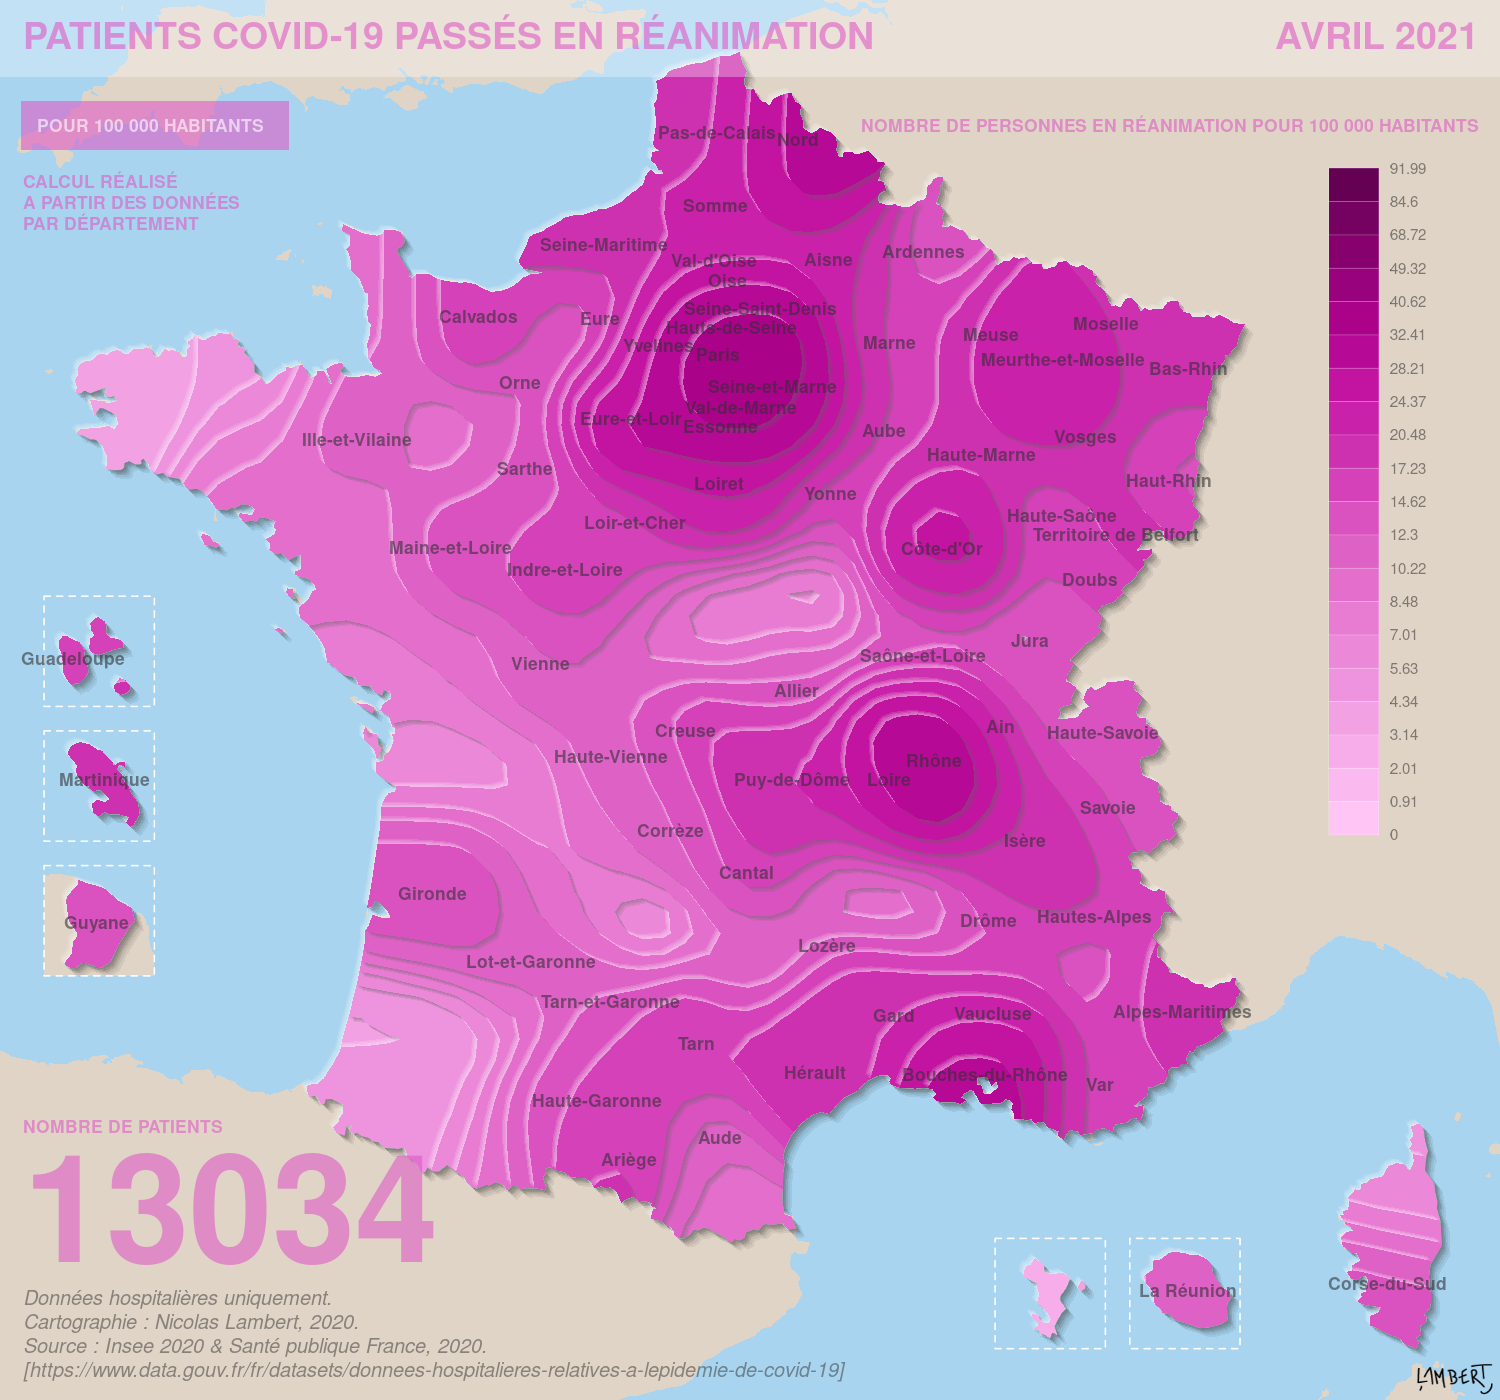 PATIENTS COVID-19 PASSÉS EN RÉANIMATION
AVRIL 2021
POUR 100 000 HABITANTS
NOMBRE DE PERSONNES EN RÉANIMATION POUR 100 000 HABITANTS
CALCUL RÉALISÉ
A PARTIR DES DONNÉES
PAR DÉPARTEMENT
91.99
84.6
68.72
49.32
40.62
32.41
28.21
24.37
20.48
17.23
14.62
12.3
10.22
8.48
7.01
5.63
4.34
3.14
2.01
0.91
0
Pas-de-Calais
Nord
Somme
Seine-Maritime
Ardennes
Val-d'Oise
Aisne
Oise
Seine-Saint-Denis
Calvados
Eure
Hauts-de-Seine
Moselle
Meuse
Yvelines
Marne
Paris
Meurthe-et-Moselle
Bas-Rhin
Orne
Seine-et-Marne
Val-de-Marne
Eure-et-Loir
Essonne
Aube
Vosges
Ille-et-Vilaine
Haute-Marne
Sarthe
Haut-Rhin
Loiret
Yonne
Haute-Saône
Loir-et-Cher
Territoire de Belfort
Maine-et-Loire
Côte-d'Or
Indre-et-Loire
Doubs
Jura
Saône-et-Loire
Vienne
Guadeloupe
Allier
Creuse
Ain
Haute-Savoie
Haute-Vienne
Rhône
Martinique
Puy-de-Dôme
Loire
Savoie
Corrèze
Isère
Cantal
Gironde
Hautes-Alpes
Drôme
Guyane
Lozère
Lot-et-Garonne
Tarn-et-Garonne
Alpes-Maritimes
Gard
Vaucluse
Tarn
Hérault
Bouches-du-Rhône
Var
Haute-Garonne
Aude
Ariège
Corse-du-Sud
La Réunion
NOMBRE DE PATIENTS
13034
Données hospitalières uniquement.
Cartographie : Nicolas Lambert, 2020.
Source : Insee 2020 & Santé publique France, 2020.
[https://www.data.gouv.fr/fr/datasets/donnees-hospitalieres-relatives-a-lepidemie-de-covid-19]
LAMBERT